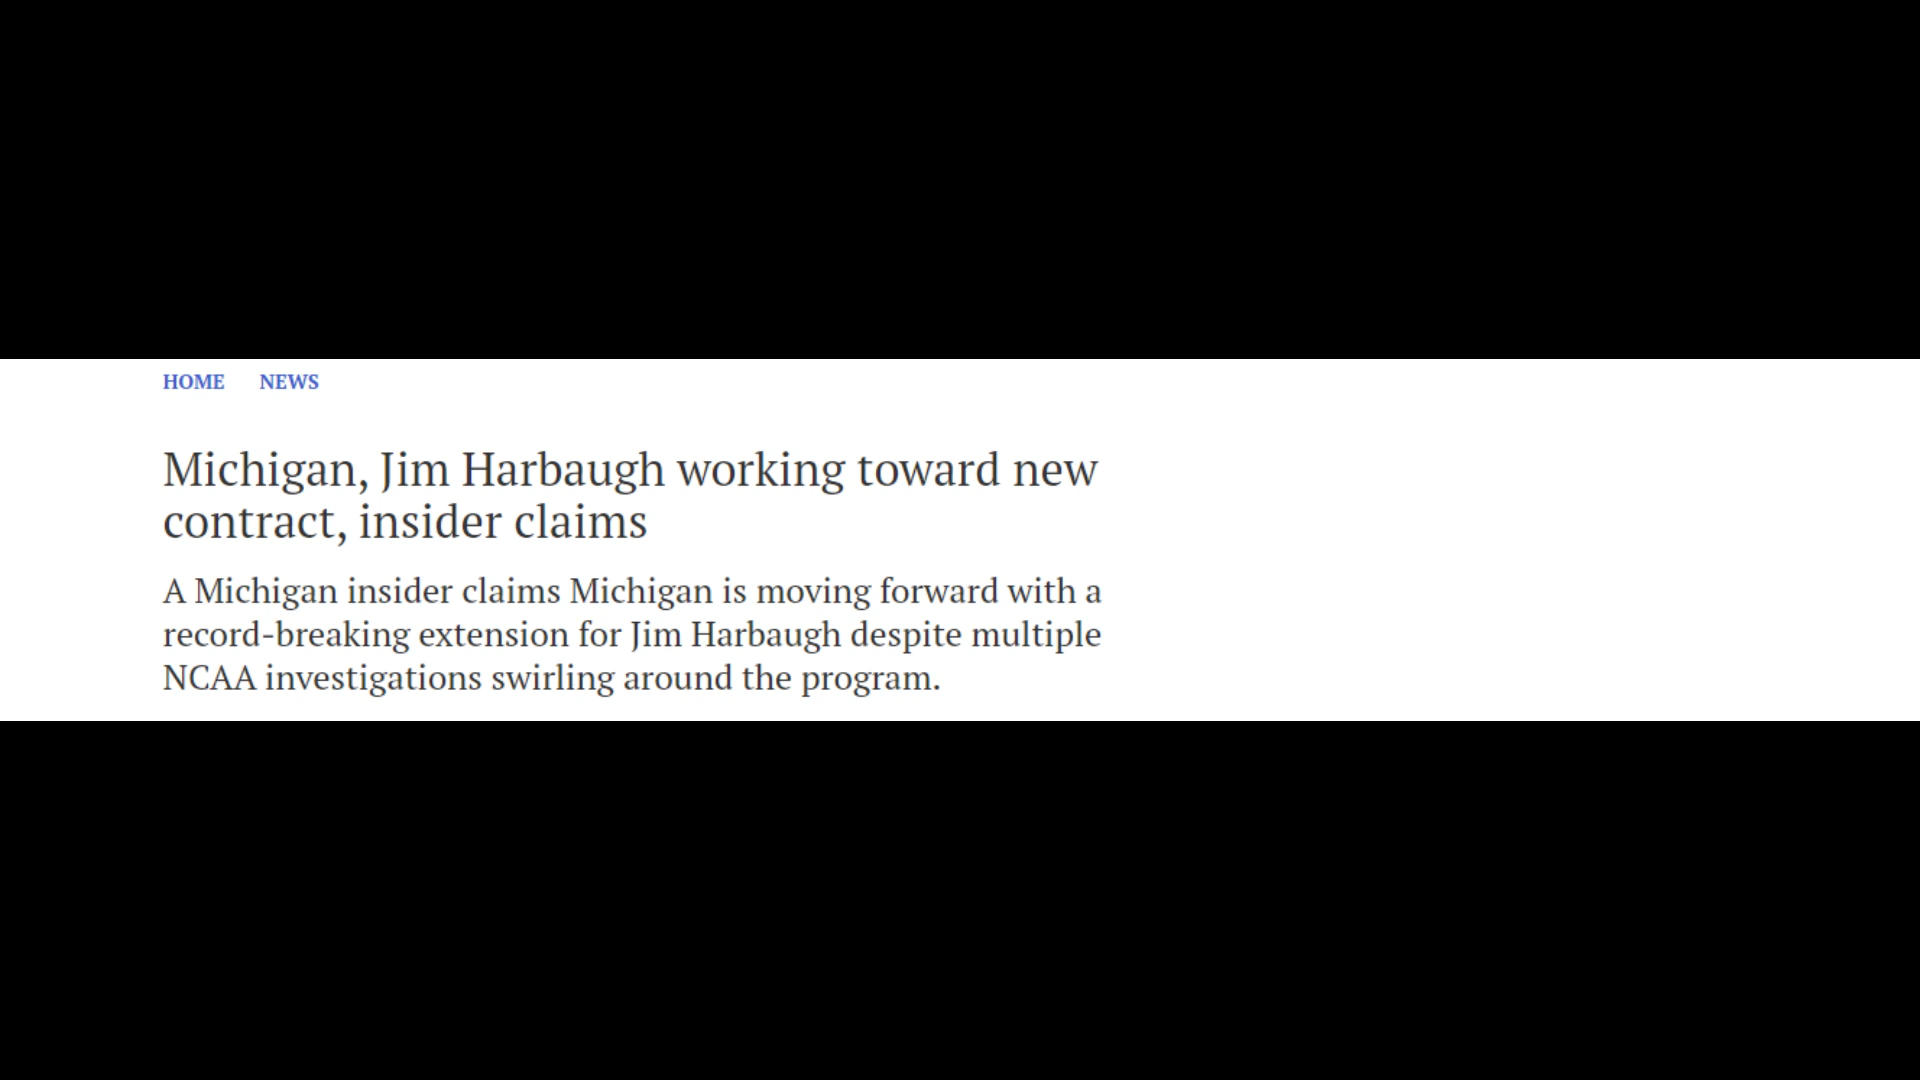 HOME NEWS
Michigan, Jim Harbaugh working toward new
contract, insider claims
A Michigan insider claims Michigan is moving forward with a
record-breaking extension for Jim Harbaugh despite multiple
NCAA investigations swirling around the program.